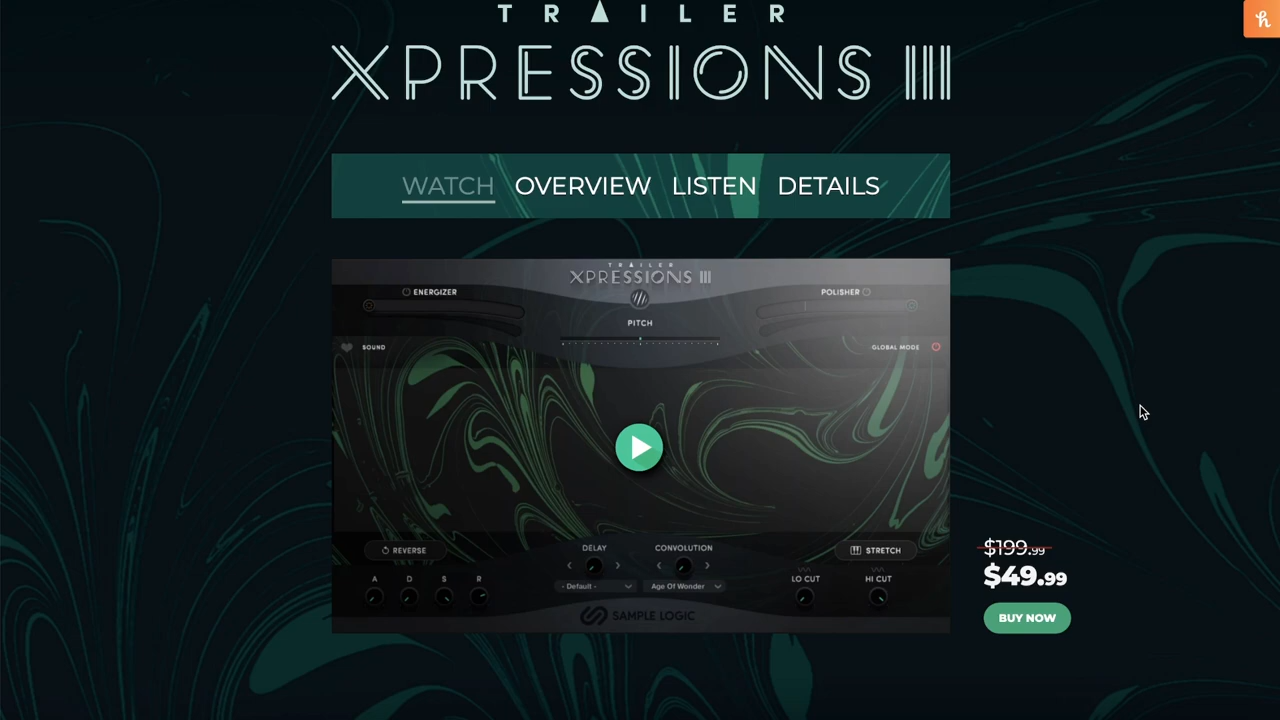 TRAILER
XPRESSIONS III
WATCH OVERVIEW LISTEN DETAILS
TRAILER
XPRESSIONS III
ENERGIZER
POLISHER
PITCH
SOUND
GLOBAL MODE
REVERSE
DELAY
CONVOLUTION
STRETCH
A D S R
- Default -
Age Of Wonder
LO CUT
HI CUT
SAMPLE LOGIC
$199.99
$49.99
BUY NOW
h